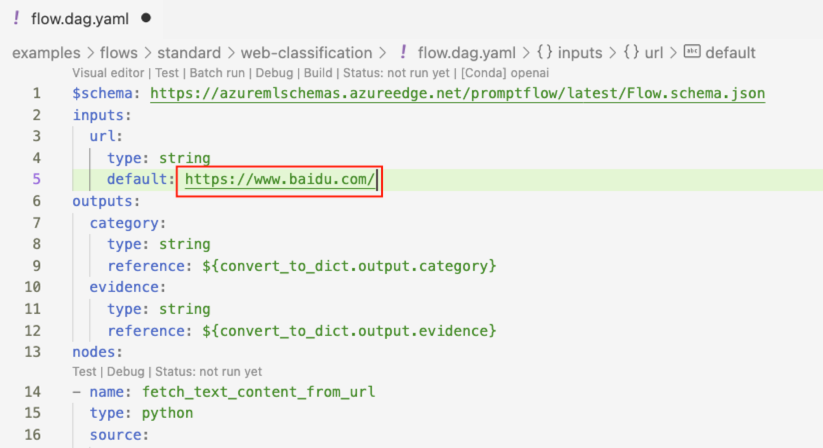 ! flow.dag.yaml ●
examples > flows > standard > web-classification > ! flow.dag.yaml > {} inputs > {} url > abc default
Visual editor | Test | Batch run | Debug | Build | Status: not run yet | [Conda] openai
1 $schema: https://azuremlschemas.azureedge.net/promptflow/latest/Flow.schema.json
2 inputs:
3 url:
4 type: string
5 default: https://www.baidu.com/
6 outputs:
7 category:
8 type: string
9 reference: ${convert_to_dict.output.category}
10 evidence:
11 type: string
12 reference: ${convert_to_dict.output.evidence}
13 nodes:
Test | Debug | Status: not run yet
14 - name: fetch_text_content_from_url
15 type: python
16 source: